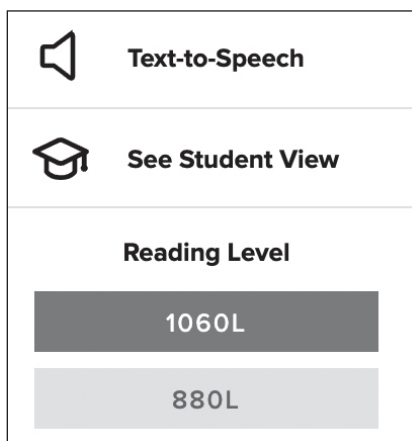 Text-to-Speech
See Student View
Reading Level
1060L
880L